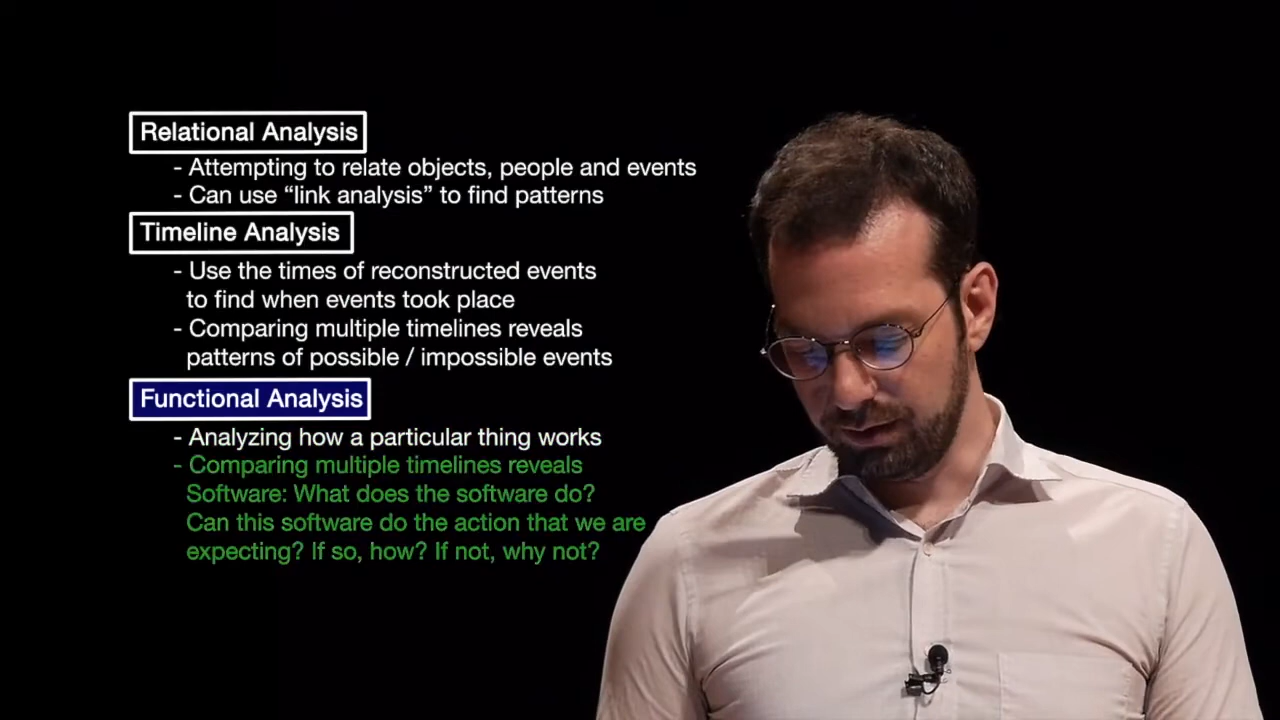 Relational Analysis
- Attempting to relate objects, people and events
- Can use “link analysis” to find patterns
Timeline Analysis
- Use the times of reconstructed events
to find when events took place
- Comparing multiple timelines reveals
patterns of possible / impossible events
Functional Analysis
- Analyzing how a particular thing works
- Comparing multiple timelines reveals
Software: What does the software do?
Can this software do the action that we are
expecting? If so, how? If not, why not?